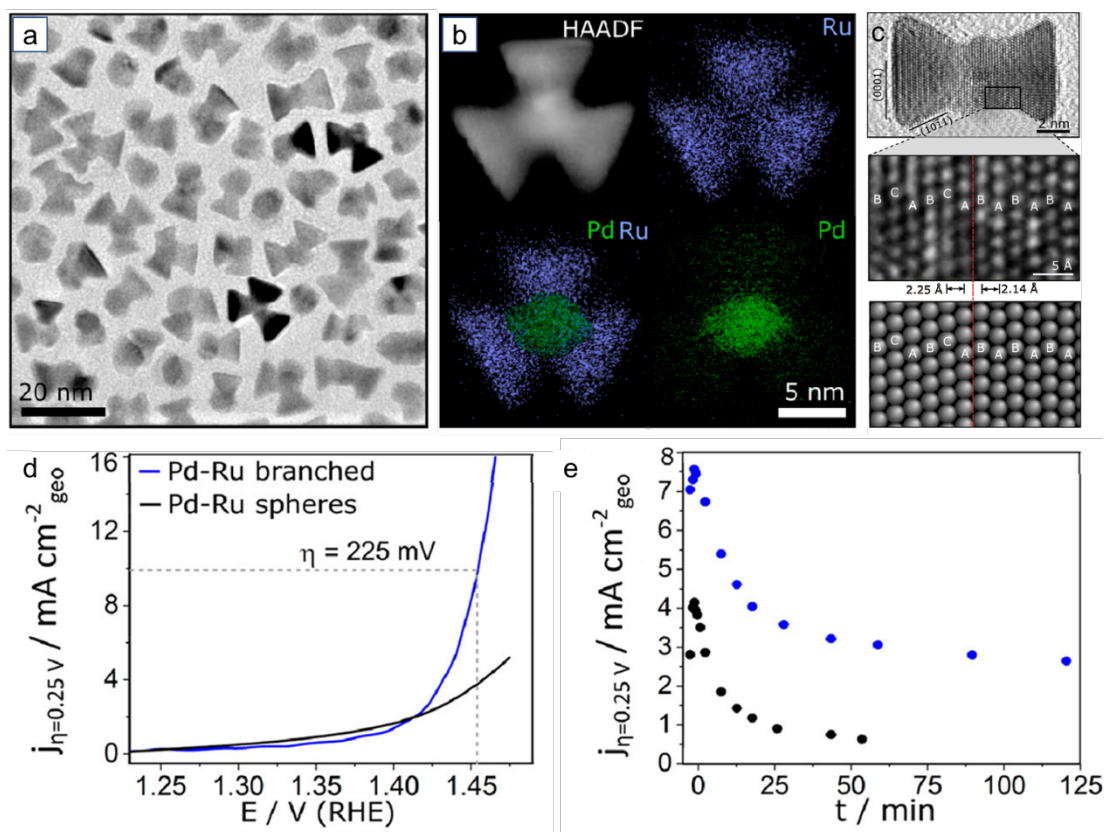 a
20 nm
b
HAADF
Ru
Pd Ru
Pd
5 nm
c
(0001)
(1011)
2 nm
B C A B C A B A B A B A
5 Å
2.25 Å
2.14 Å
B C A B C A B A B A B A
d
Pd-Ru branched
Pd-Ru spheres
η = 225 mV
16
12
8
4
0
1.25 1.30 1.35 1.40 1.45
E / V (RHE)
jη=0.25 V / mA cm-2 geo
e
8
7
6
5
4
3
2
1
0
0 25 50 75 100 125
t / min
jη=0.25 V / mA cm-2 geo